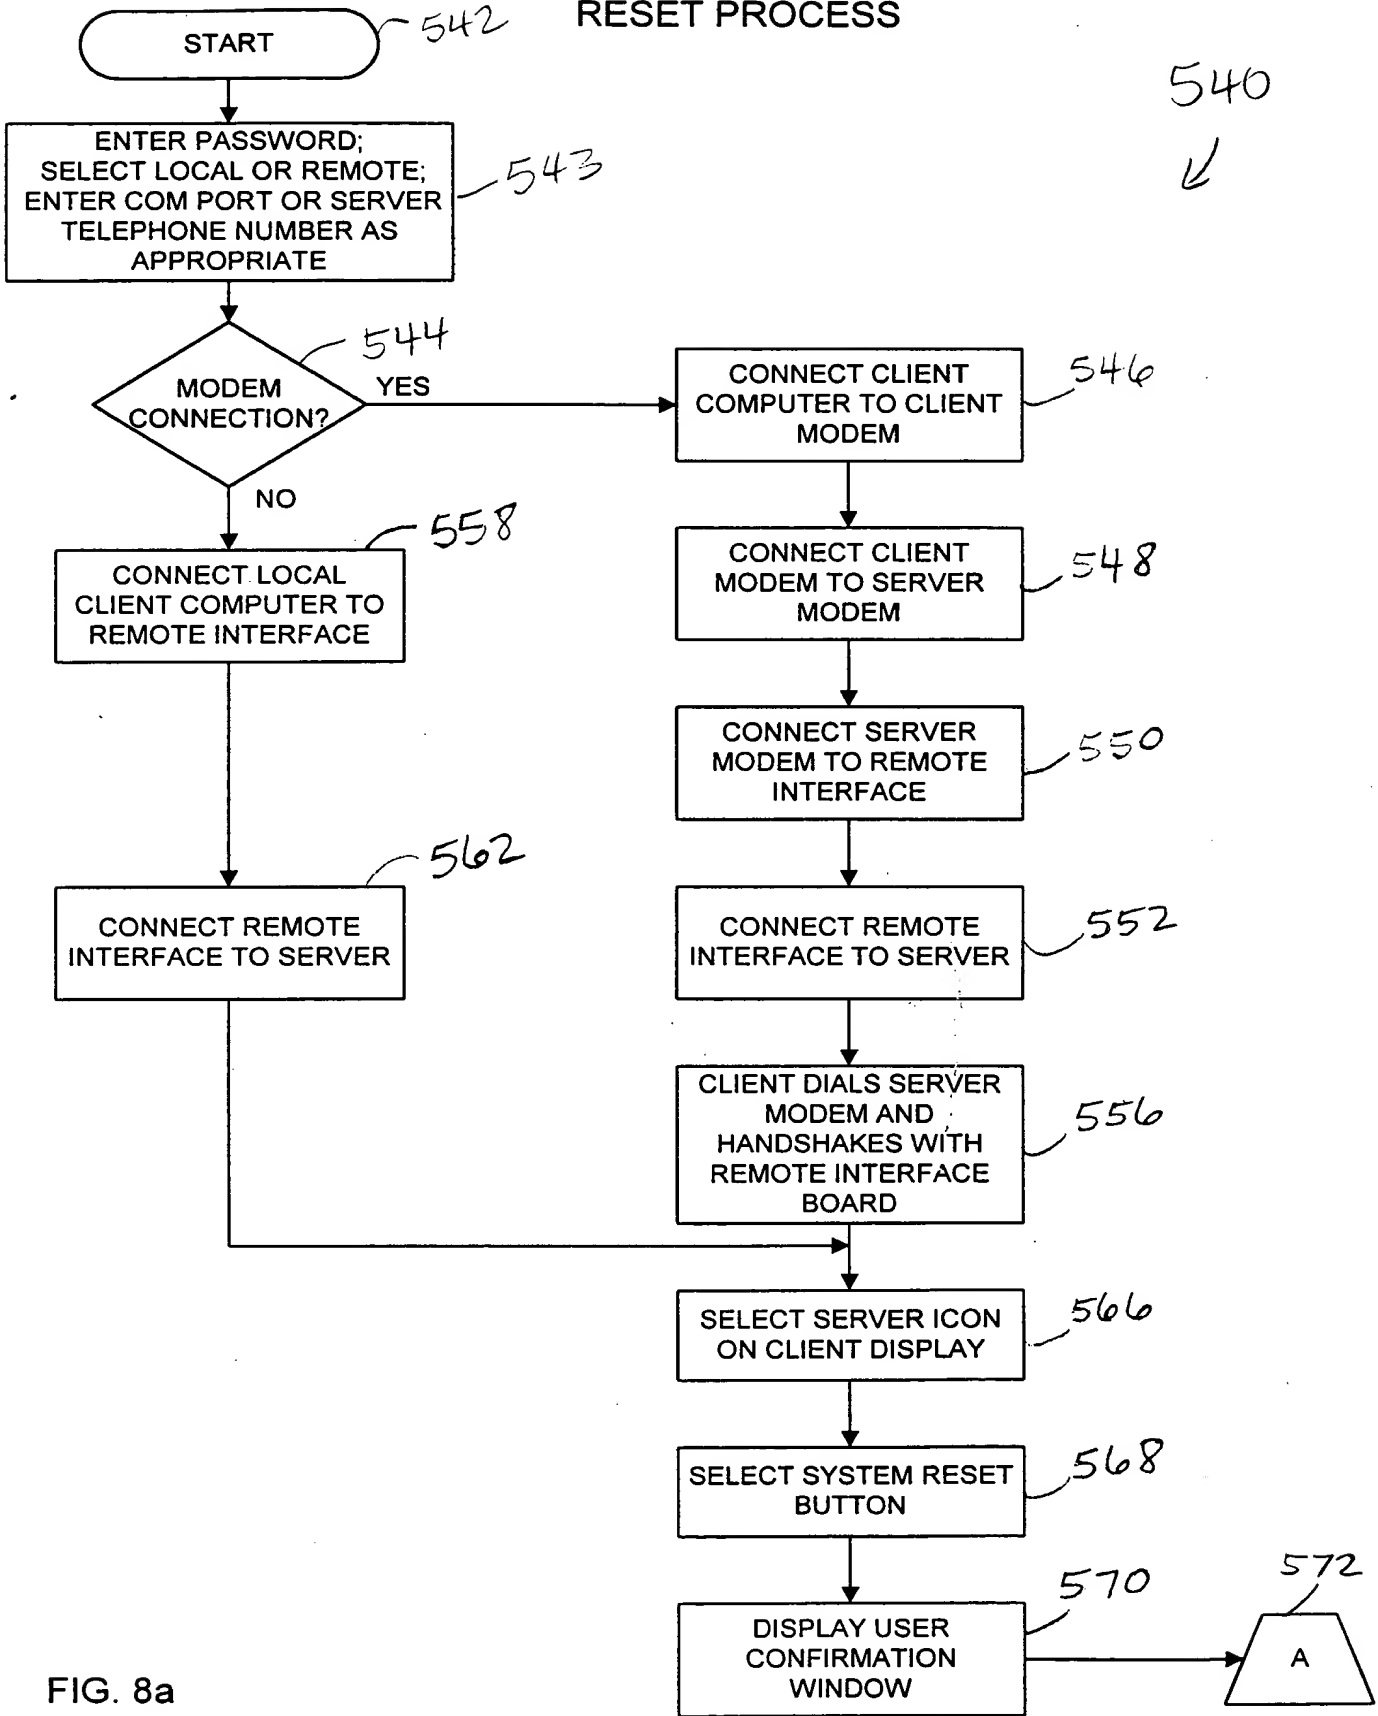 RESET PROCESS
START
542
540
ENTER PASSWORD;
SELECT LOCAL OR REMOTE;
ENTER COM PORT OR SERVER
TELEPHONE NUMBER AS
APPROPRIATE
543
MODEM
CONNECTION?
544
YES
NO
CONNECT CLIENT
COMPUTER TO CLIENT
MODEM
546
558
CONNECT LOCAL
CLIENT COMPUTER TO
REMOTE INTERFACE
CONNECT CLIENT
MODEM TO SERVER
MODEM
548
CONNECT SERVER
MODEM TO REMOTE
INTERFACE
550
562
CONNECT REMOTE
INTERFACE TO SERVER
CONNECT REMOTE
INTERFACE TO SERVER
552
CLIENT DIALS SERVER
MODEM AND
HANDSHAKES WITH
REMOTE INTERFACE
BOARD
556
SELECT SERVER ICON
ON CLIENT DISPLAY
566
SELECT SYSTEM RESET
BUTTON
568
DISPLAY USER
CONFIRMATION
WINDOW
570
572
A
FIG. 8a